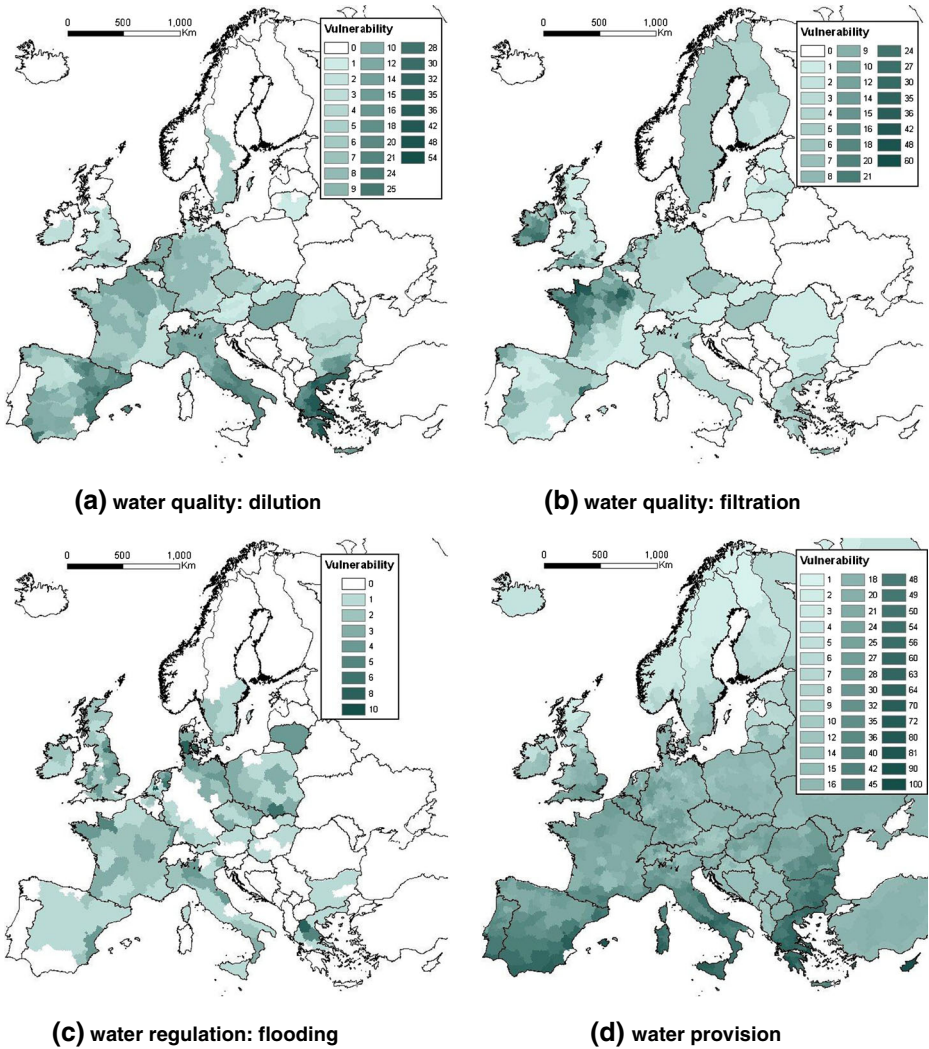 0 500 1,000
Km
Vulnerability
0 10 28
1 12 30
2 14 32
3 15 35
4 16 36
5 18 42
6 20 48
7 21 54
8 24
9 25
(a) water quality: dilution
0 500 1,000
Km
Vulnerability
0 9 24
1 10 27
2 12 30
3 14 35
4 15 36
5 16 42
6 18 48
7 20 60
8 21
(b) water quality: filtration
0 500 1,000
Km
Vulnerability
0
1
2
3
4
5
6
8
10
(c) water regulation: flooding
0 500 1,000
Km
Vulnerability
1 18 48
2 20 49
3 21 50
4 24 54
5 25 56
6 27 60
7 28 63
8 30 64
9 32 70
10 35 72
12 36 80
14 40 81
15 42 90
16 45 100
(d) water provision